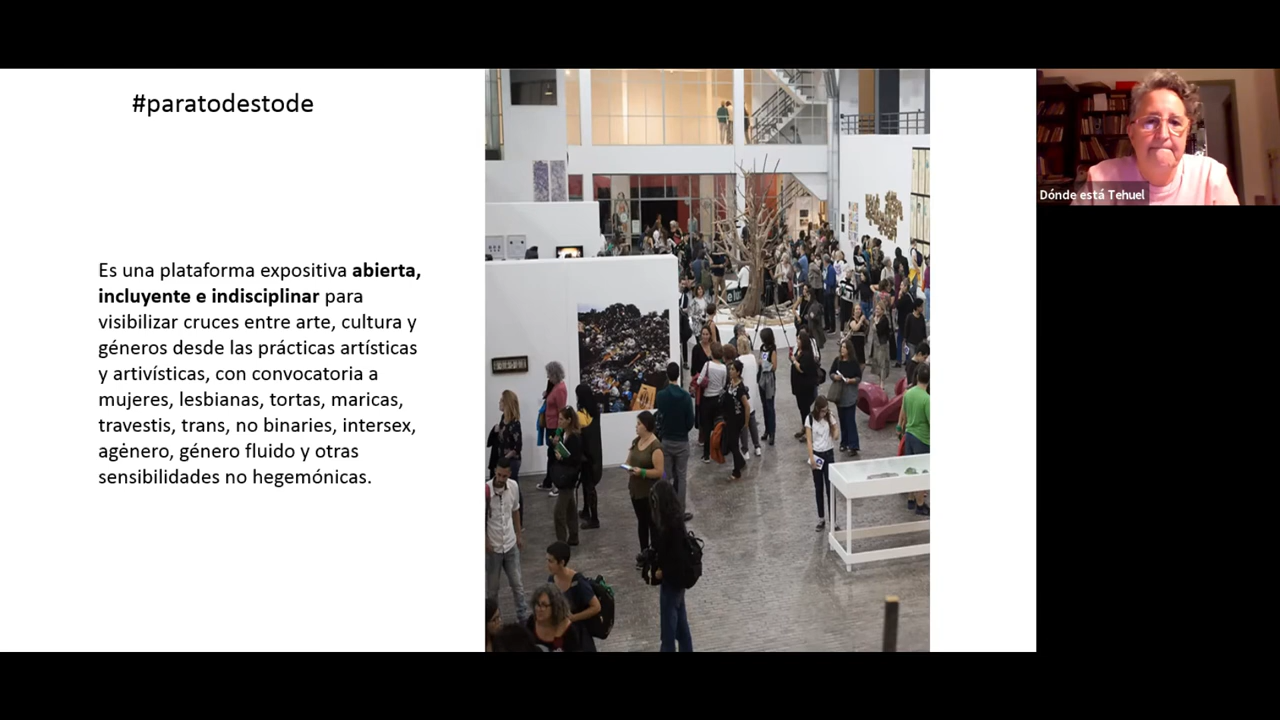 #paratodestode
Es una plataforma expositiva abierta,
incluyente e indisciplinar para
visibilizar cruces entre arte, cultura y
géneros desde las prácticas artísticas
y artivísticas, con convocatoria a
mujeres, lesbianas, tortas, maricas,
travestis, trans, no binaries, intersex,
agėnero, género fluido y otras
sensibilidades no hegemónicas.
Dónde está Tehuel